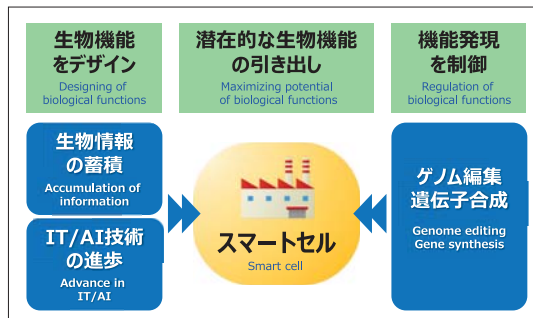 生物機能
をデザイン
Designing of
biological functions
潜在的な生物機能
の引き出し
Maximizing potential
of biological functions
機能発現
を制御
Regulation of
biological functions
生物情報
の蓄積
Accumulation of
information
IT/AI技術
の進歩
Advance in
IT/AI
スマートセル
Smart cell
ゲノム編集
遺伝子合成
Genome editing
Gene synthesis